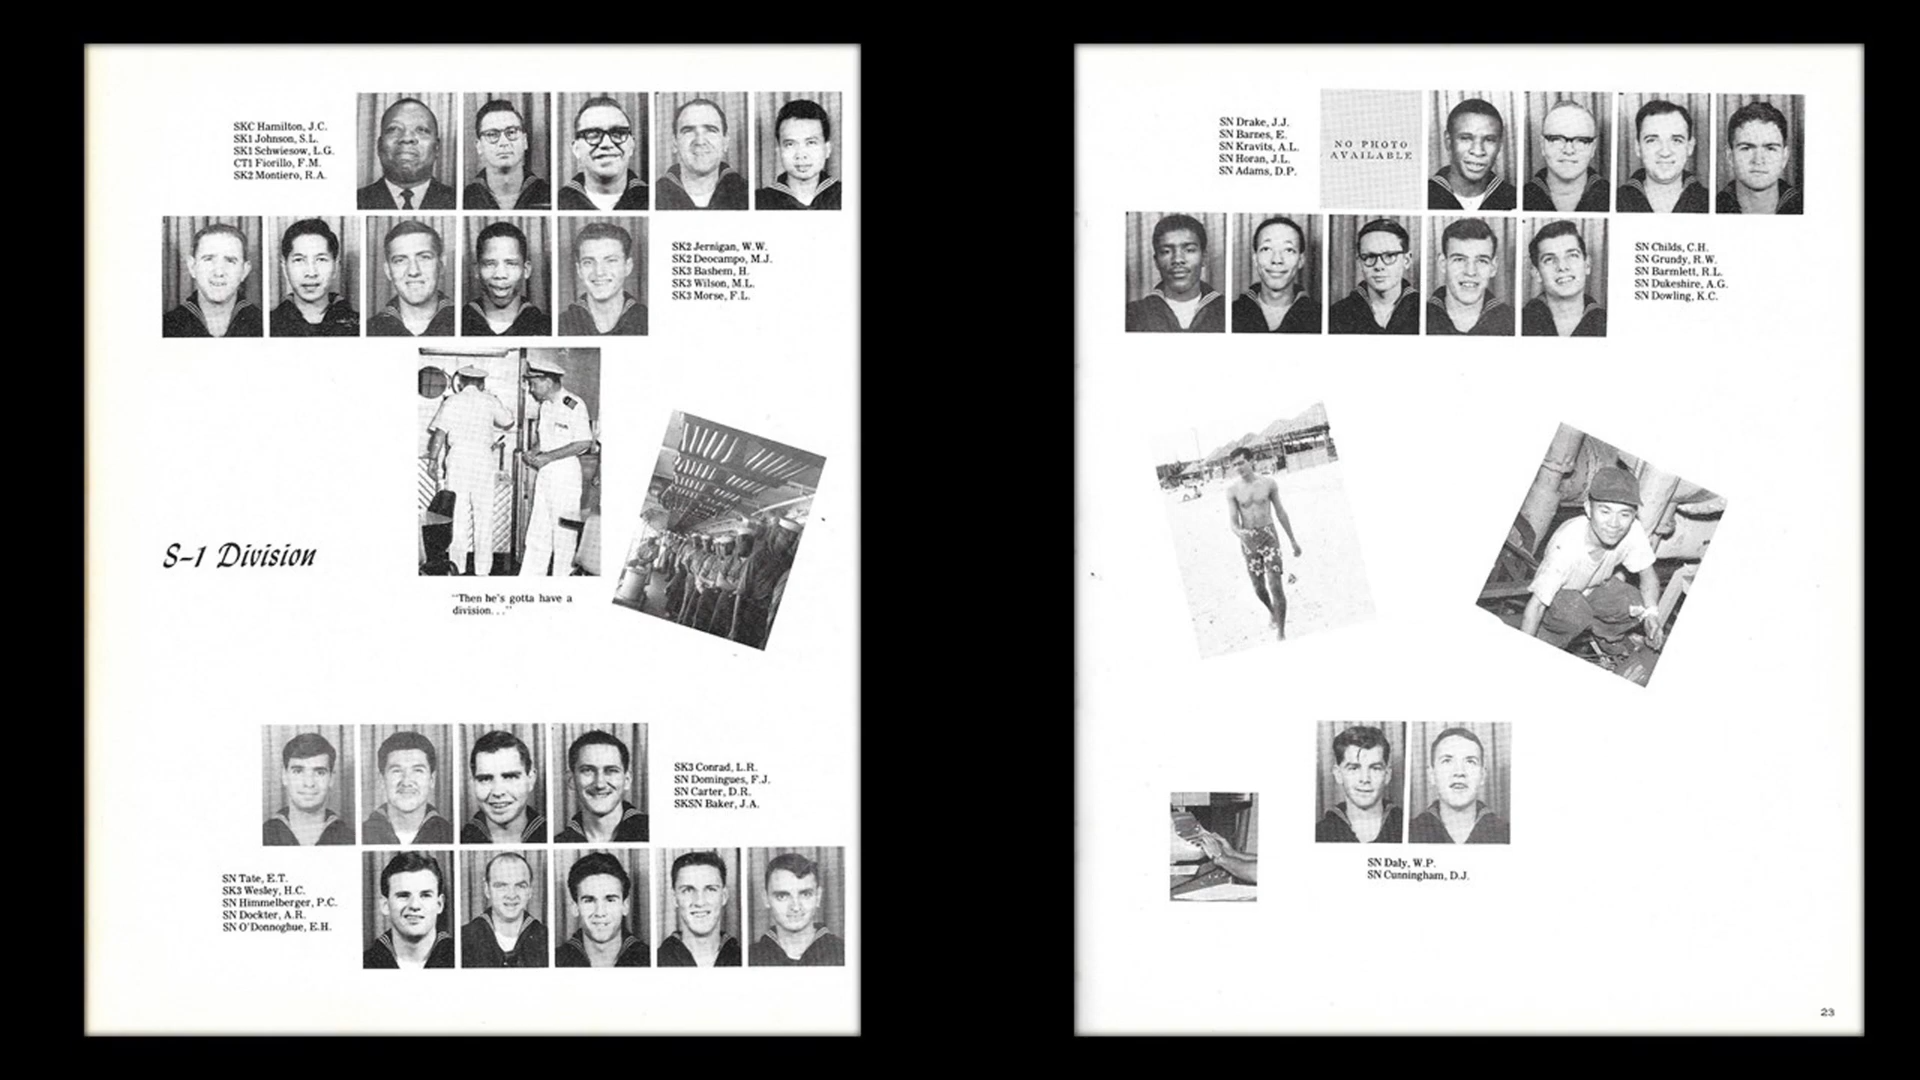 SKC Hamilton, J.C.
SK1 Johnson, S.L.
SK1 Schwiesow, L.G.
CT1 Fiorillo, F.M.
SK2 Montiero, R.A.
SK2 Jernigan, W.W.
SK2 Deocampo, M.J.
SK3 Bashem, H.
SK3 Wilson, M.L.
SK3 Morse, F.L.
S-1 Division
"Then he's gotta have a
division..."
SK3 Conrad, L.R.
SN Domingues, F.J.
SN Carter, D.R.
SKSN Baker, J.A.
SN Tate, E.T.
SK3 Wesley, H.C.
SN Himmelberger, P.C.
SN Dockter, A.R.
SN O'Donnoghue, E.H.
SN Drake, J.J.
SN Barnes, E.
SN Kravits, A.L.
SN Horan, J.L.
SN Adams, D.P.
NO PHOTO
AVAILABLE
SN Childs, C.H.
SN Grundy, R.W.
SN Barmlett, R.L.
SN Dukeshire, A.G.
SN Dowling, K.C.
SN Daly, W.P.
SN Cunningham, D.J.
23